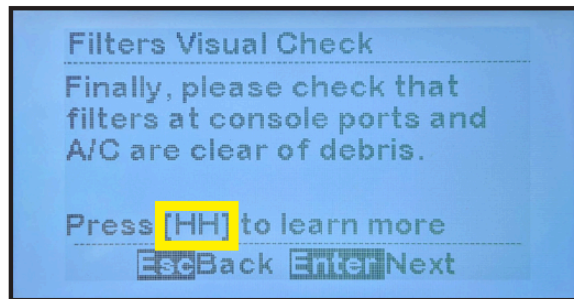 Filters Visual Check
Finally, please check that
filters at console ports and
A/C are clear of debris.
Press [HH] to learn more
Esc Back Enter Next